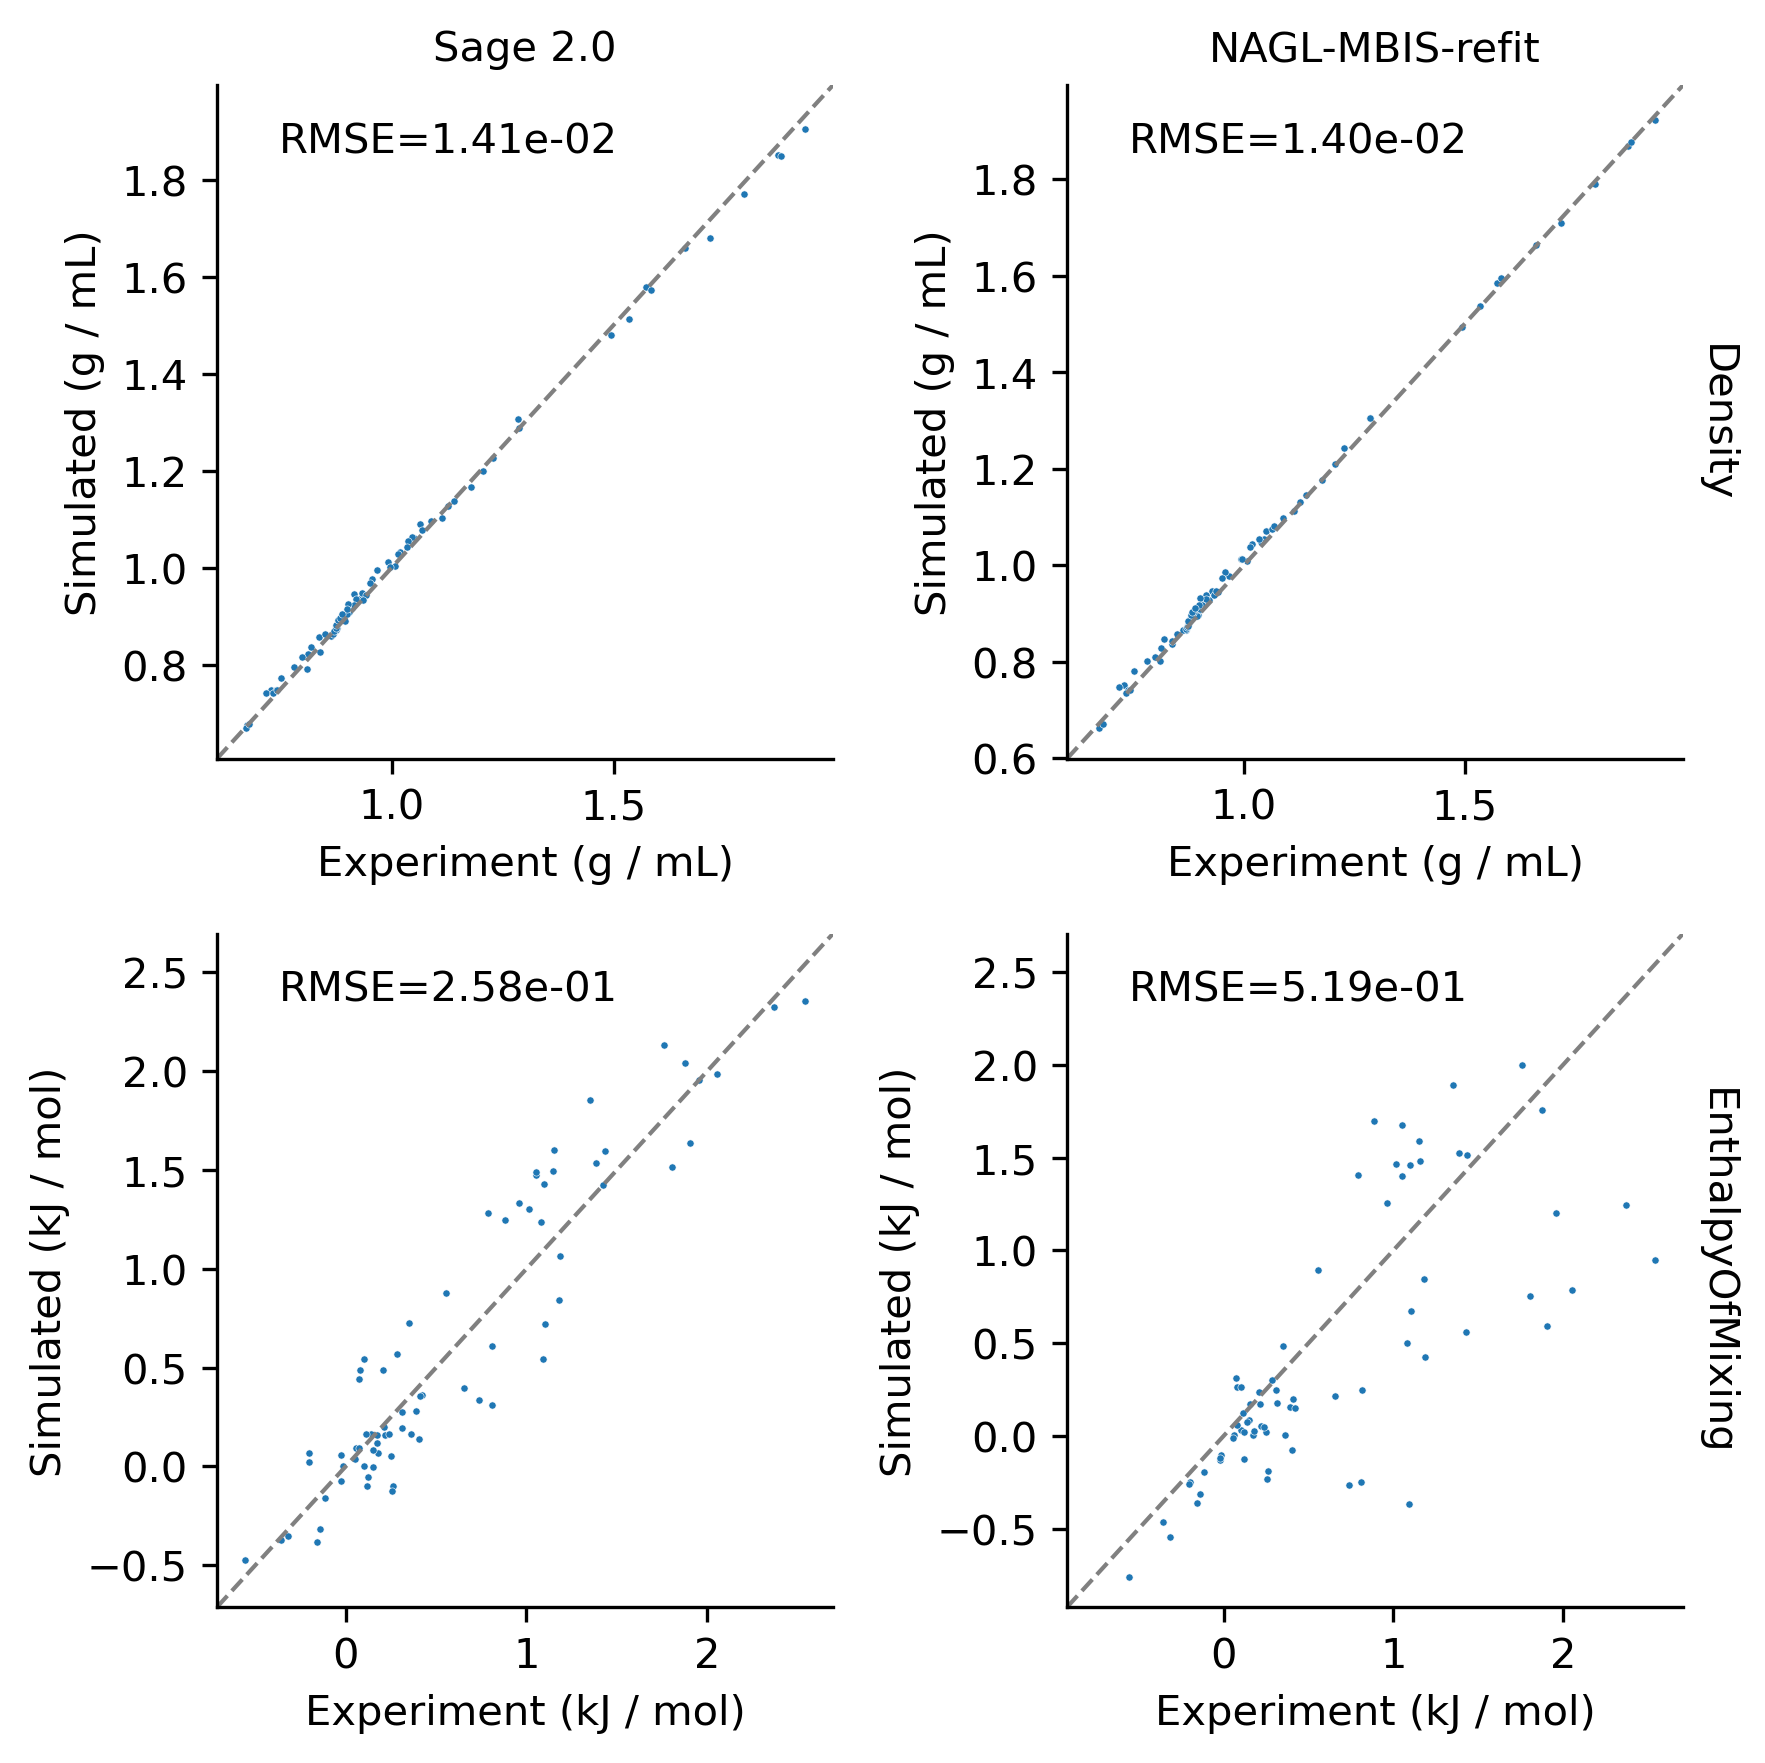 Sage 2.0
NAGL-MBIS-refit
RMSE=1.41e-02
Simulated (g / mL)
1.8
1.6
1.4
1.2
1.0
0.8
1.0
1.5
Experiment (g / mL)
RMSE=1.40e-02
Simulated (g / mL)
1.8
1.6
1.4
1.2
1.0
0.8
0.6
1.0
1.5
Experiment (g / mL)
Density
RMSE=2.58e-01
Simulated (kJ / mol)
2.5
2.0
1.5
1.0
0.5
0.0
−0.5
0
1
2
Experiment (kJ / mol)
RMSE=5.19e-01
Simulated (kJ / mol)
2.5
2.0
1.5
1.0
0.5
0.0
−0.5
0
1
2
Experiment (kJ / mol)
EnthalpyOfMixing